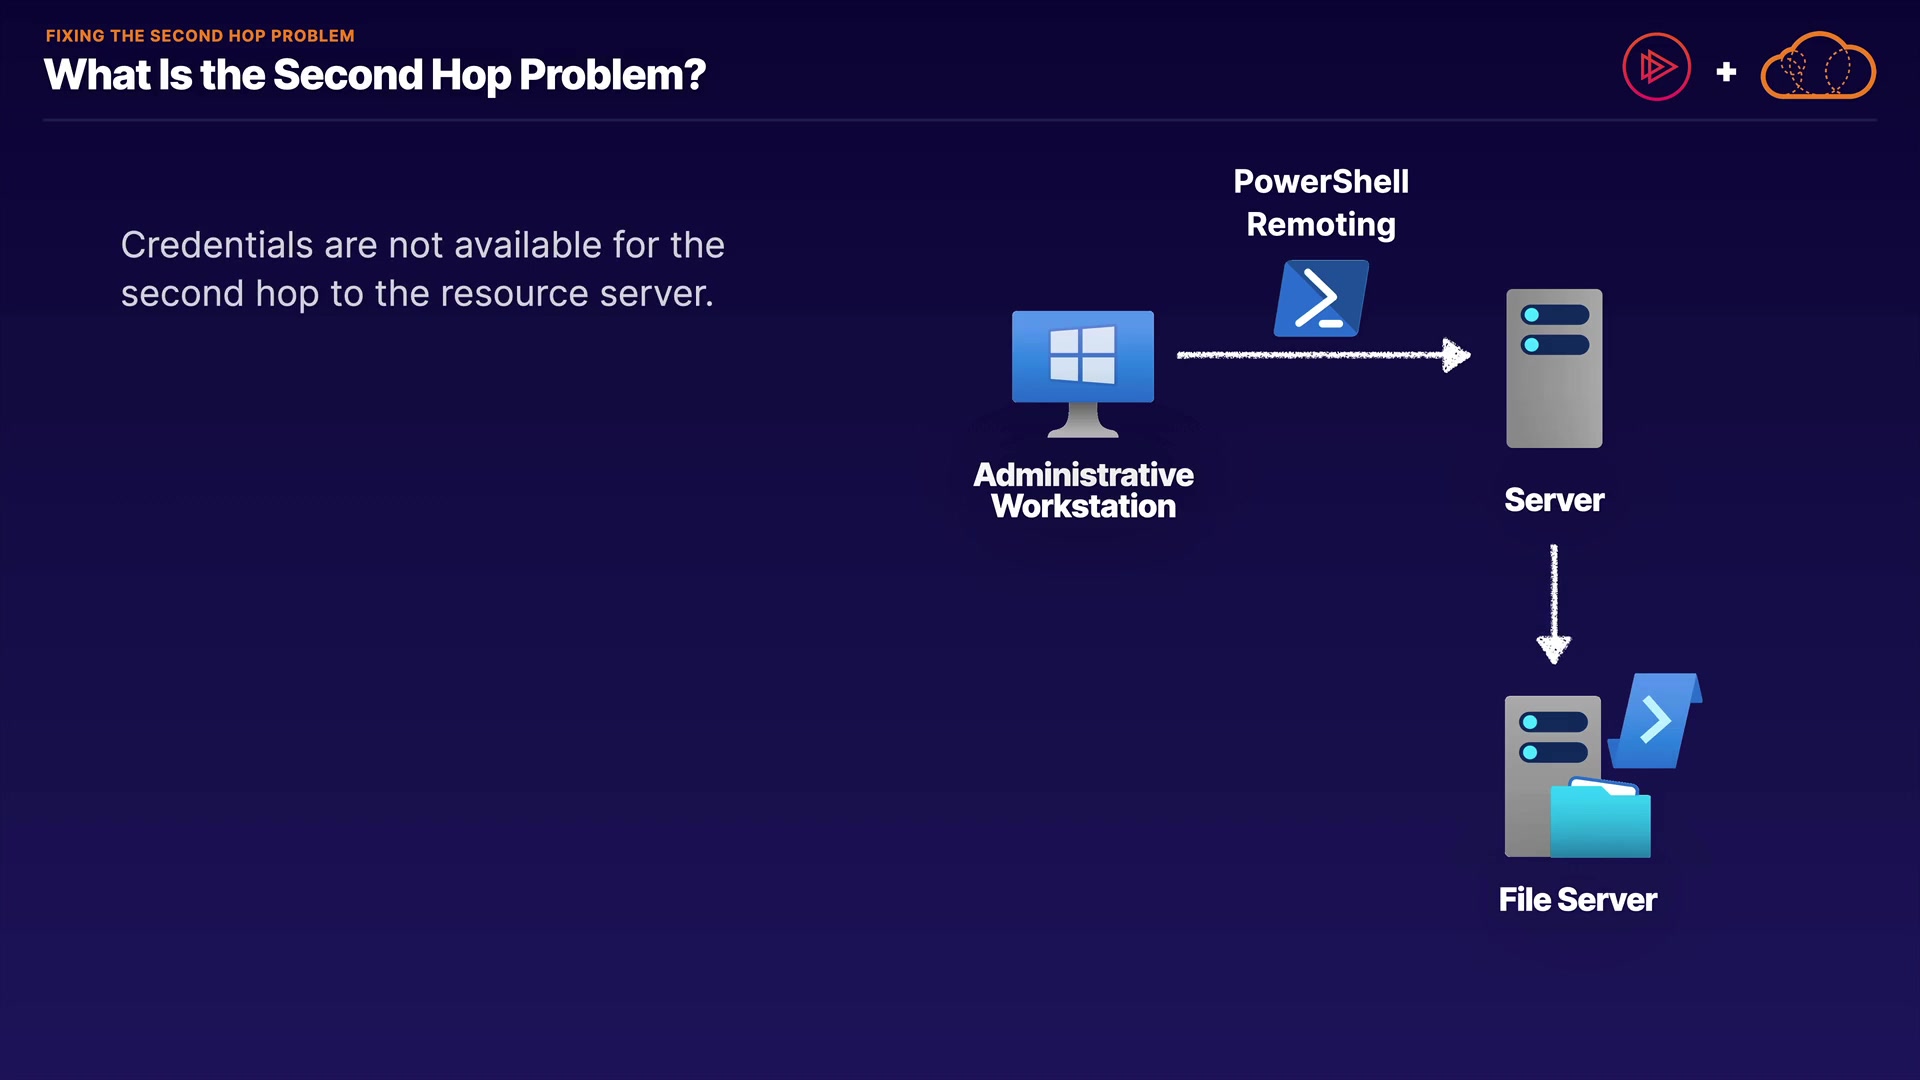 FIXING THE SECOND HOP PROBLEM
What Is the Second Hop Problem?
+
Credentials are not available for the
second hop to the resource server.
PowerShell
Remoting
Administrative
Workstation
Server
File Server